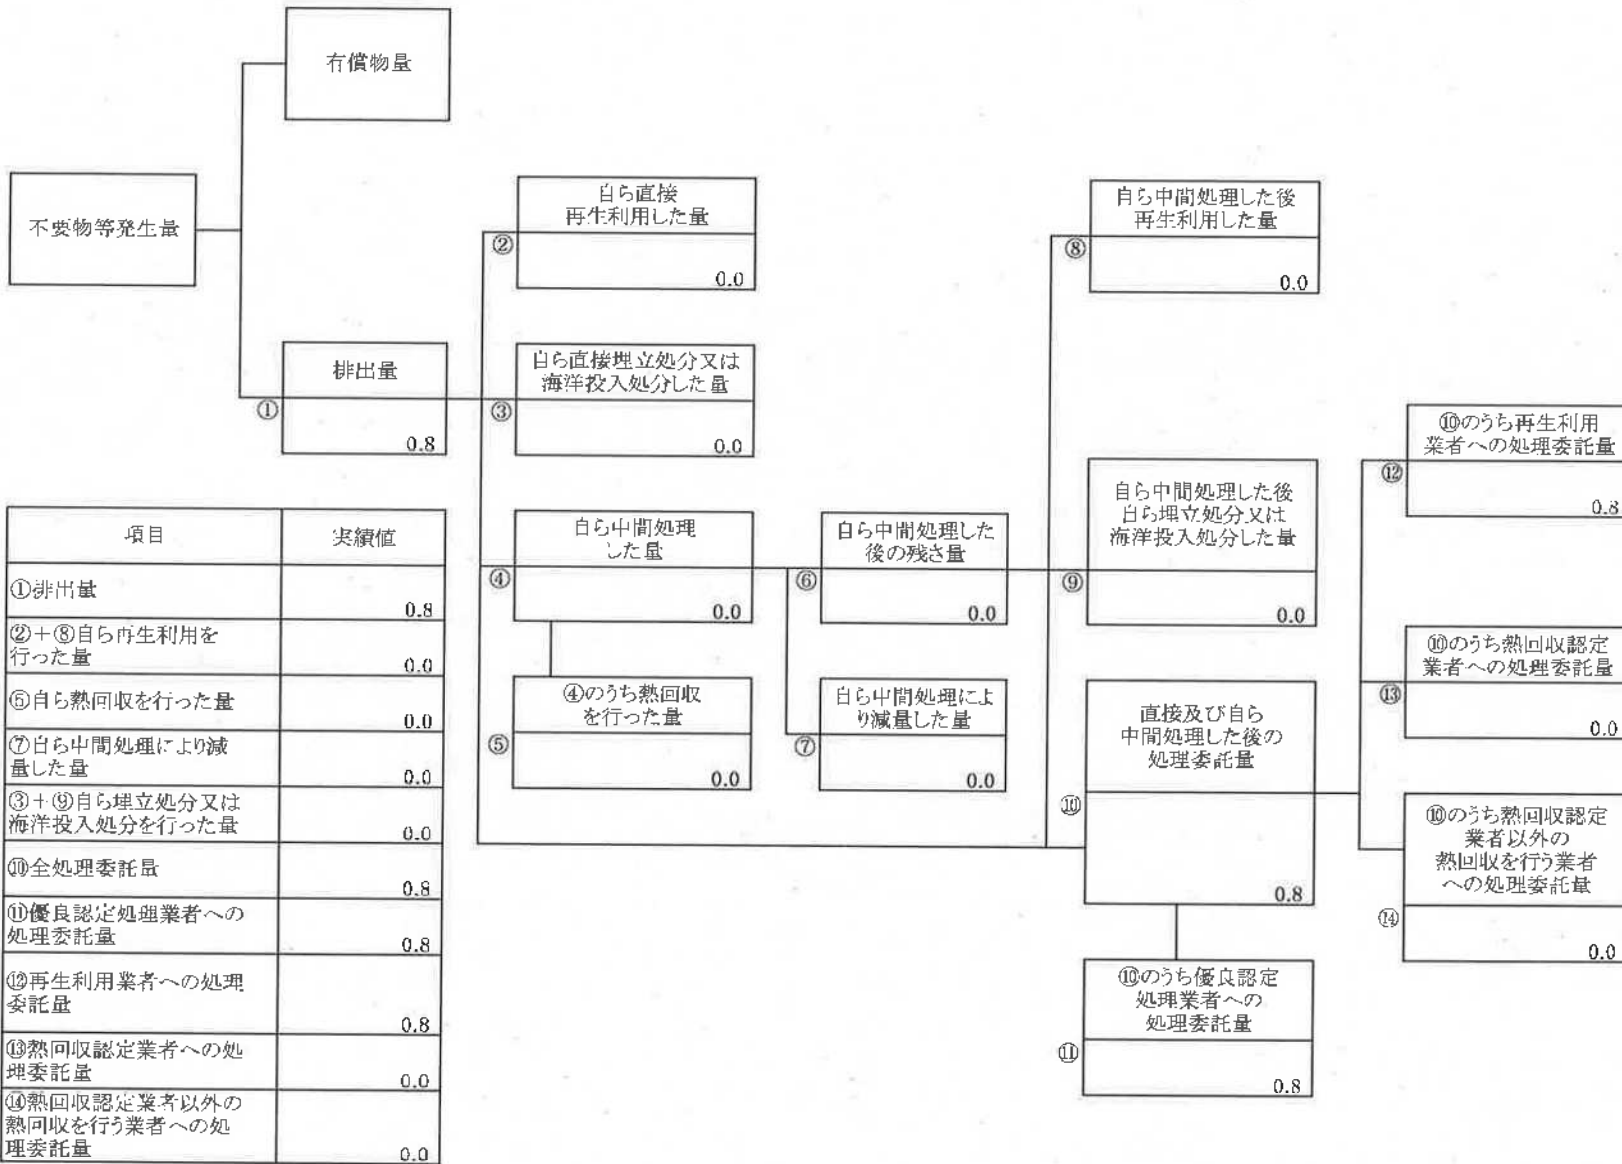 有償物量
不要物等発生量
自ら直接
再生利用した量
②
0.0
自ら中間処理した後
再生利用した量
⑧
0.0
排出量
①
0.8
自ら直接埋立処分又は
海洋投入処分した量
③
0.0
⑩のうち再生利用
業者への処理委託量
⑫
0.8
自ら中間処理
した量
④
0.0
自ら中間処理した
後の残さ量
⑥
0.0
自ら中間処理した後
自ら埋立処分又は
海洋投入処分した量
⑨
0.0
⑩のうち熱回収認定
業者への処理委託量
⑬
0.0
④のうち熱回収
を行った量
⑤
0.0
自ら中間処理によ
り減量した量
⑦
0.0
直接及び自ら
中間処理した後の
処理委託量
⑩
0.8
⑩のうち熱回収認定
業者以外の
熱回収を行う業者
への処理委託量
⑭
0.0
⑩のうち優良認定
処理業者への
処理委託量
⑪
0.8
項目 実績値
①排出量
0.8
②+⑧自ら再生利用を
行った量
0.0
⑤自ら熱回収を行った量
0.0
⑦自ら中間処理により減
量した量
0.0
③+⑨自ら埋立処分又は
海洋投入処分を行った量
0.0
⑩全処理委託量
0.8
⑪優良認定処理業者への
処理委託量
0.8
⑫再生利用業者への処理
委託量
0.8
⑬熱回収認定業者への処
理委託量
0.0
⑭熱回収認定業者以外の
熱回収を行う業者への処
理委託量
0.0